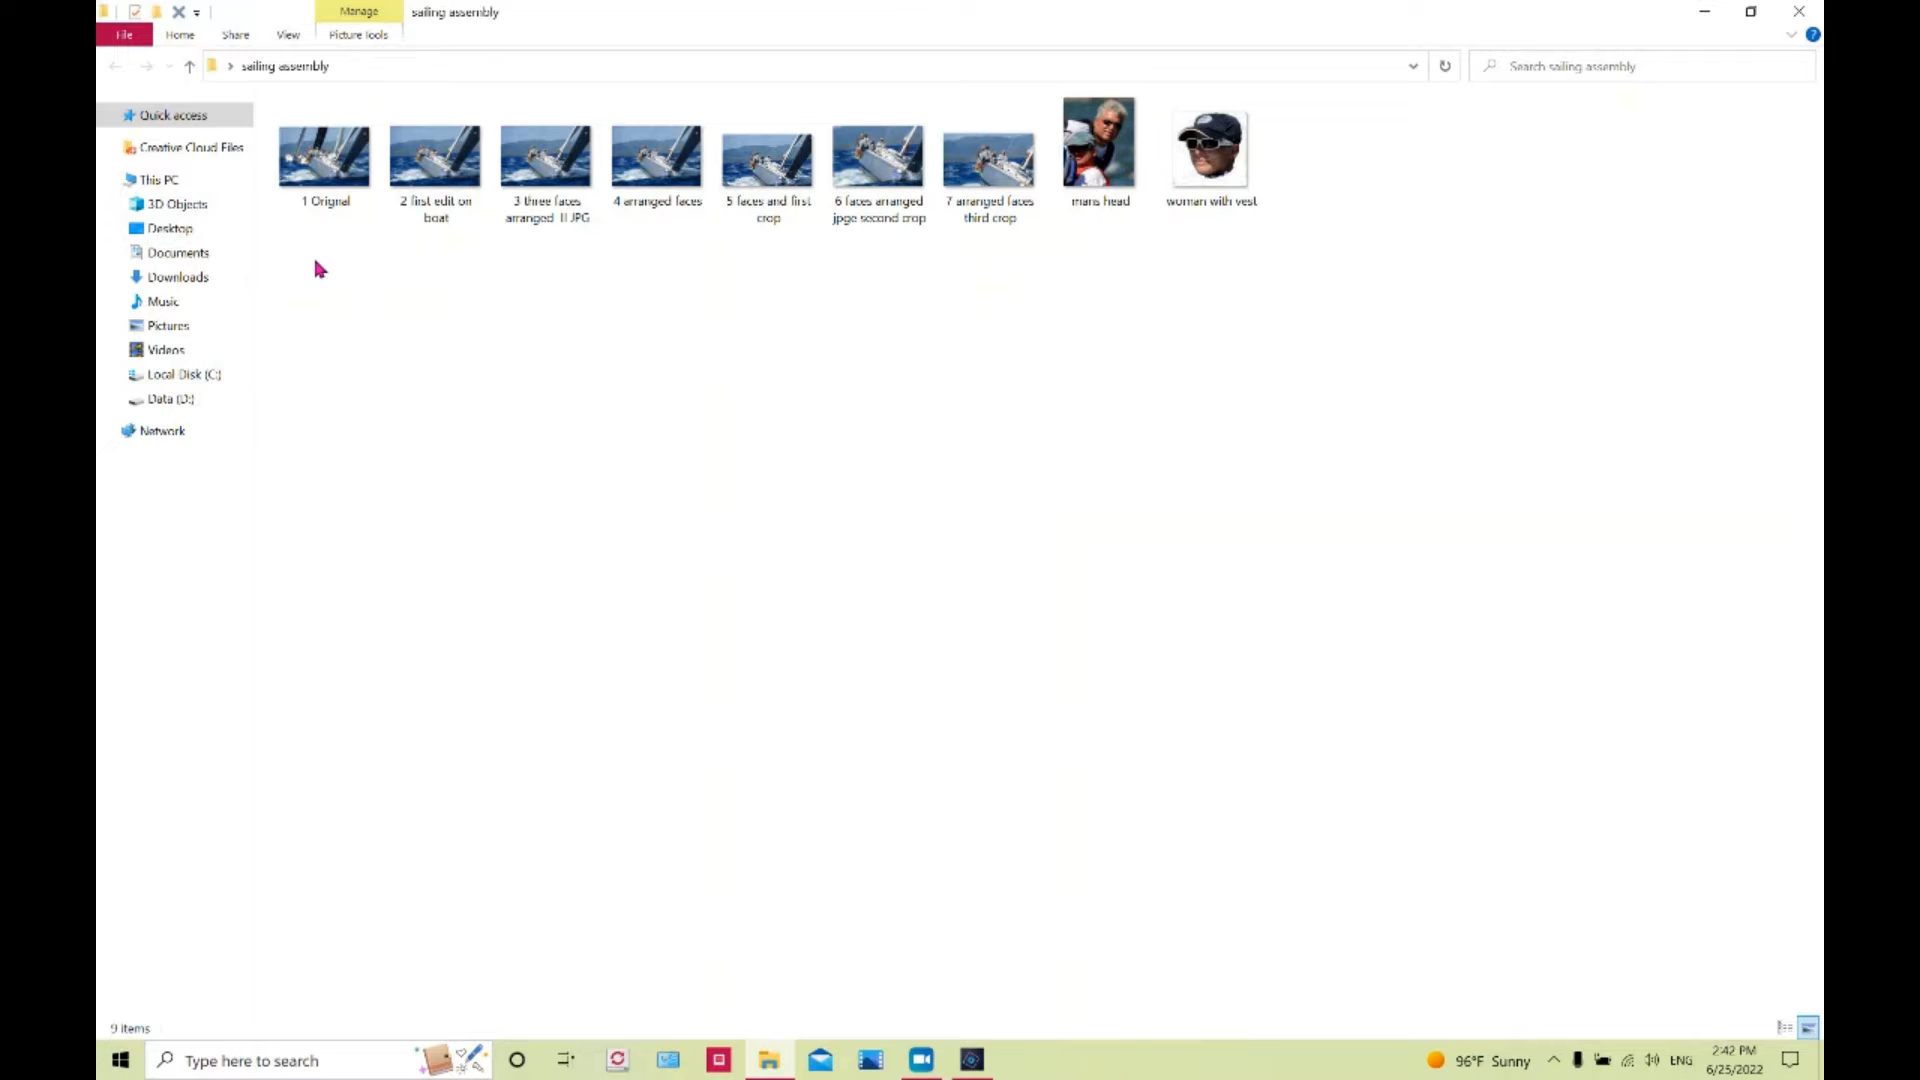 Manage
sailing assembly
File
Home
Share
View
Picture Tools
sailing assembly
Search sailing assembly
Quick access
Creative Cloud Files
This PC
3D Objects
Desktop
Documents
Downloads
Music
Pictures
Videos
Local Disk (C:)
Data (D:)
Network
1 Orignal
2 first edit on
boat
3 three faces
arranged II JPG
4 arranged faces
5 faces and first
crop
6 faces arranged
jpge second crop
7 arranged faces
third crop
mans head
woman with vest
9 items
Type here to search
96°F Sunny
ENG
2:42 PM
6/25/2022